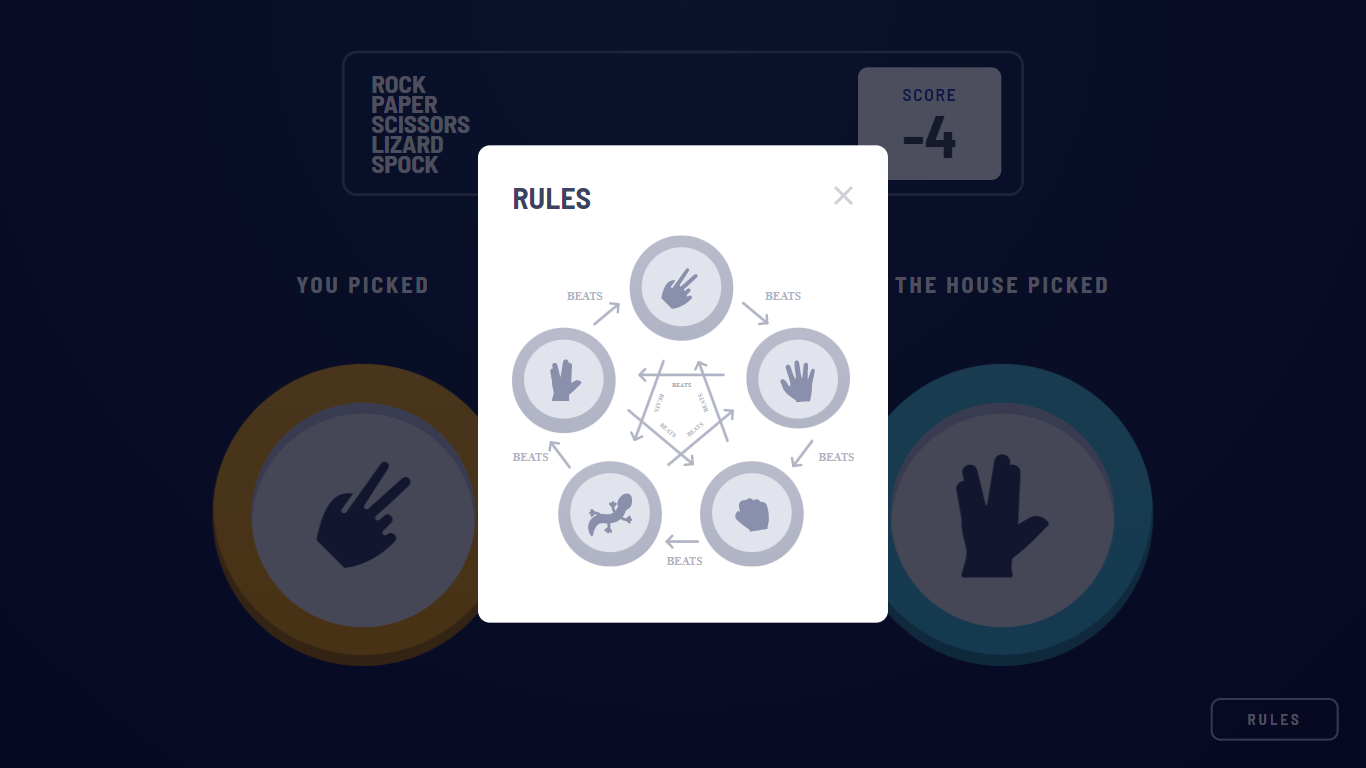 ROCK
PAPER
SCISSORS
LIZARD
SPOCK
SCORE
-4
YOU PICKED
THE HOUSE PICKED
RULES
BEATS
BEATS
BEATS
BEATS
BEATS
BEATS
BEATS
BEATS
BEATS
BEATS
RULES